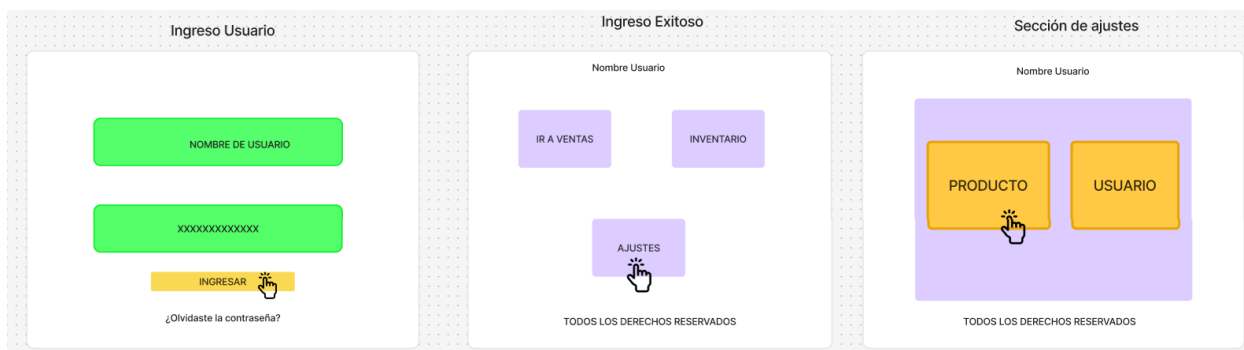 Ingreso Usuario
NOMBRE DE USUARIO
XXXXXXXXXXXXX
INGRESAR
¿Olvidaste la contraseña?
Ingreso Exitoso
Nombre Usuario
IR A VENTAS
INVENTARIO
AJUSTES
TODOS LOS DERECHOS RESERVADOS
Sección de ajustes
Nombre Usuario
PRODUCTO
USUARIO
TODOS LOS DERECHOS RESERVADOS